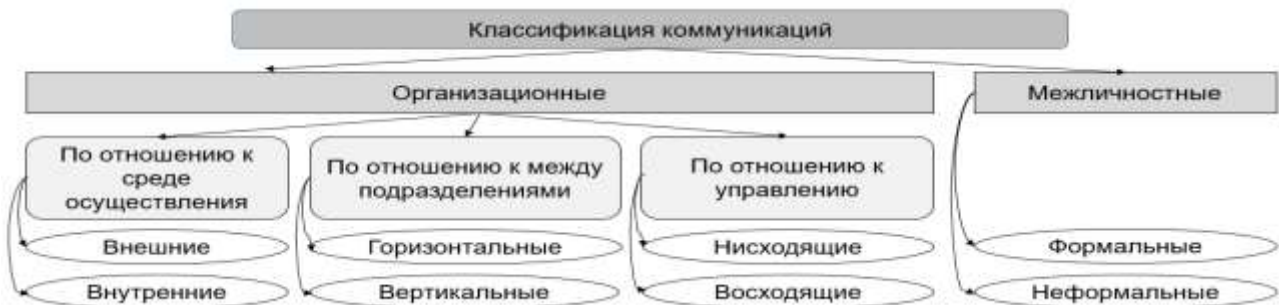 Классификация коммуникаций
Организационные
Межличностные
По отношению к
среде
осуществления
По отношению к между
подразделениями
По отношению к
управлению
Внешние
Горизонтальные
Нисходящие
Формальные
Внутренние
Вертикальные
Восходящие
Неформальные